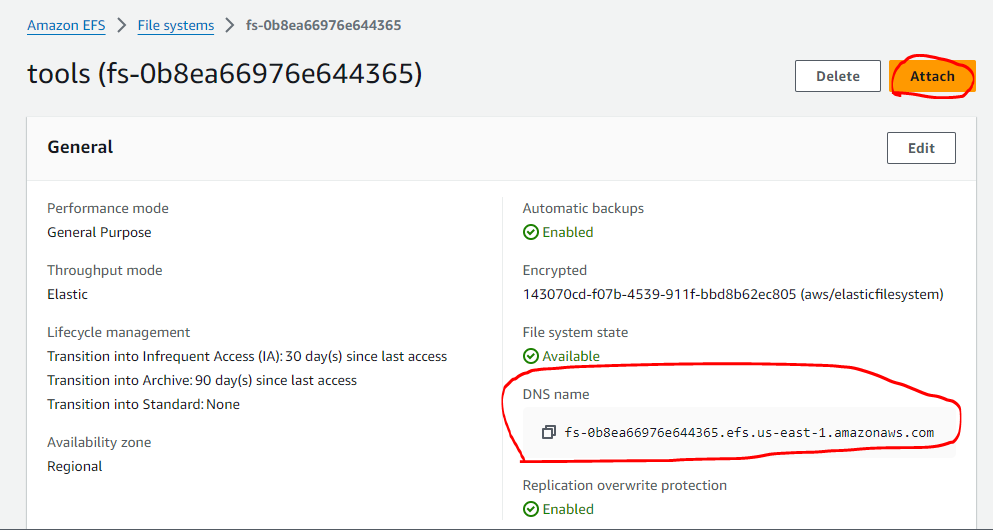 Amazon EFS > File systems > fs-0b8ea66976e644365
tools (fs-0b8ea66976e644365)
Delete
Attach
General
Edit
Performance mode
General Purpose
Throughput mode
Elastic
Lifecycle management
Transition into Infrequent Access (IA): 30 day(s) since last access
Transition into Archive: 90 day(s) since last access
Transition into Standard: None
Availability zone
Regional
Automatic backups
Enabled
Encrypted
143070cd-f07b-4539-911f-bbd8b62ec805 (aws/elasticfilesystem)
File system state
Available
DNS name
fs-0b8ea66976e644365.efs.us-east-1.amazonaws.com
Replication overwrite protection
Enabled